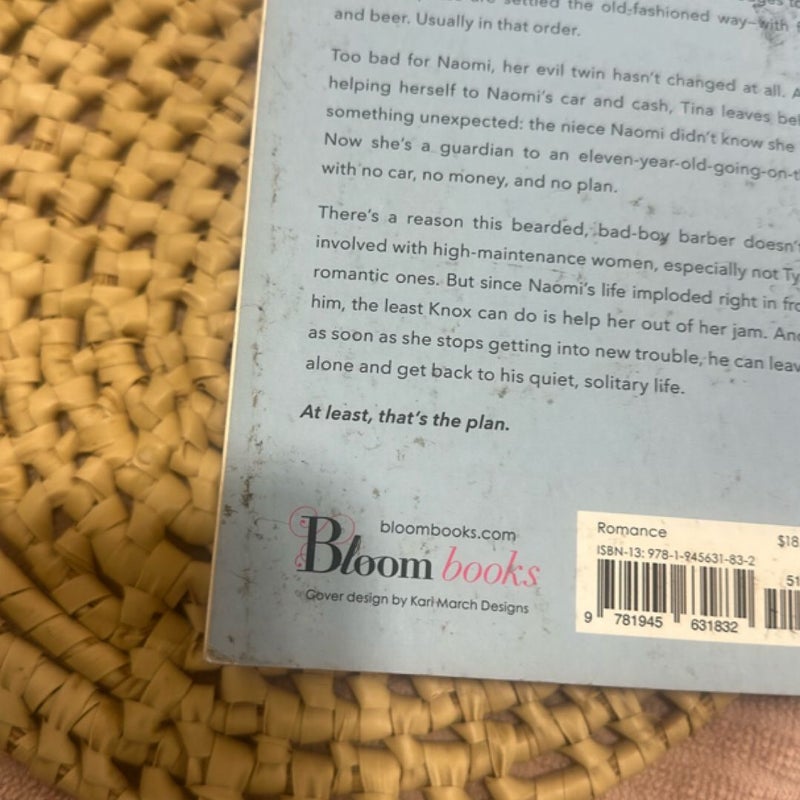 settled the old-fashioned way—with
and beer. Usually in that order.
Too bad for Naomi, her evil twin hasn't changed at all.
helping herself to Naomi's car and cash, Tina leaves
something unexpected: the niece Naomi didn't know she
Now she's a guardian to an eleven-year-old-going-on-
with no car, no money, and no plan.
There's a reason this bearded, bad-boy barber doesn't
involved with high-maintenance women, especially not
romantic ones. But since Naomi's life imploded right in
him, the least Knox can do is help her out of her jam.
as soon as she stops getting into new trouble, he can
alone and get back to his quiet, solitary life.
At least, that's the plan.
bloombooks.com
Bloom books
Cover design by Kari March Designs
Romance
$18
ISBN-13: 978-1-945631-83-2
51
9 781945 631832